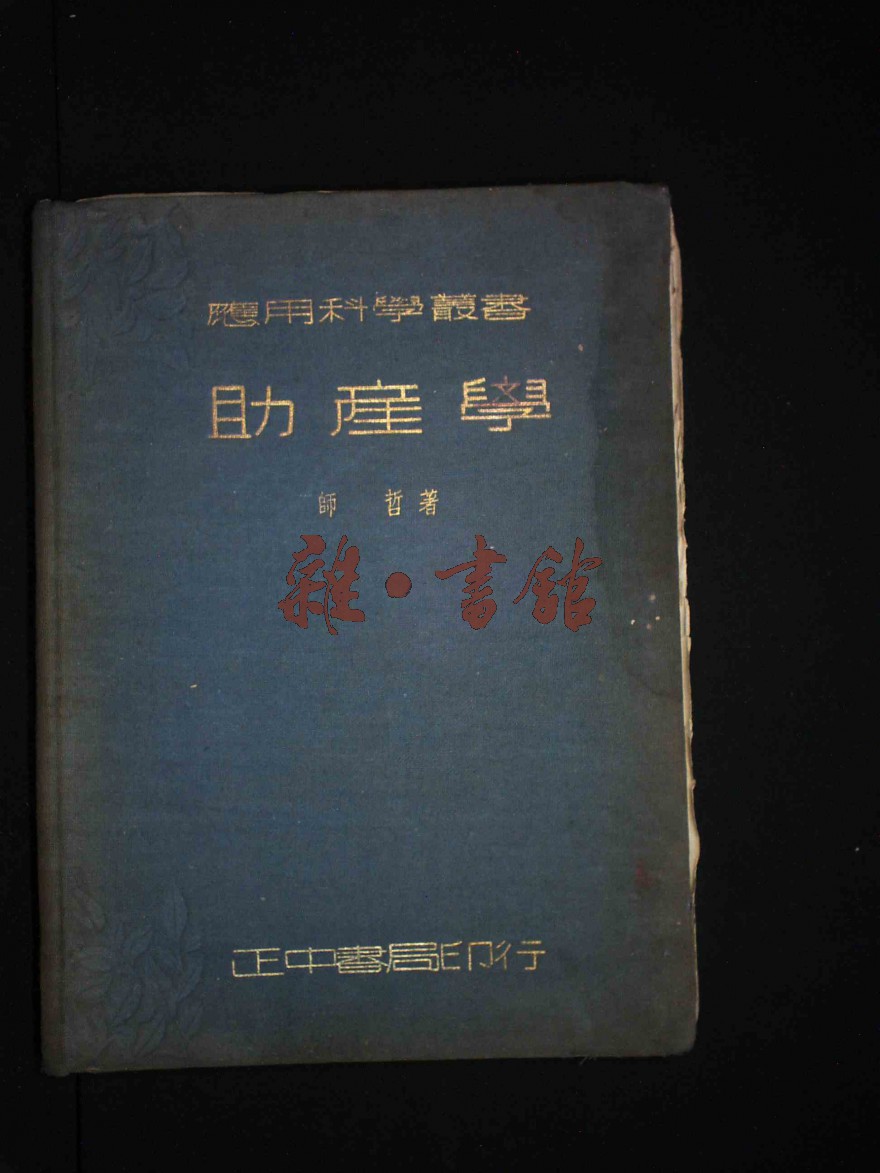 應用科學叢書
助產學
師 哲著
雜·書館
正中書局印行